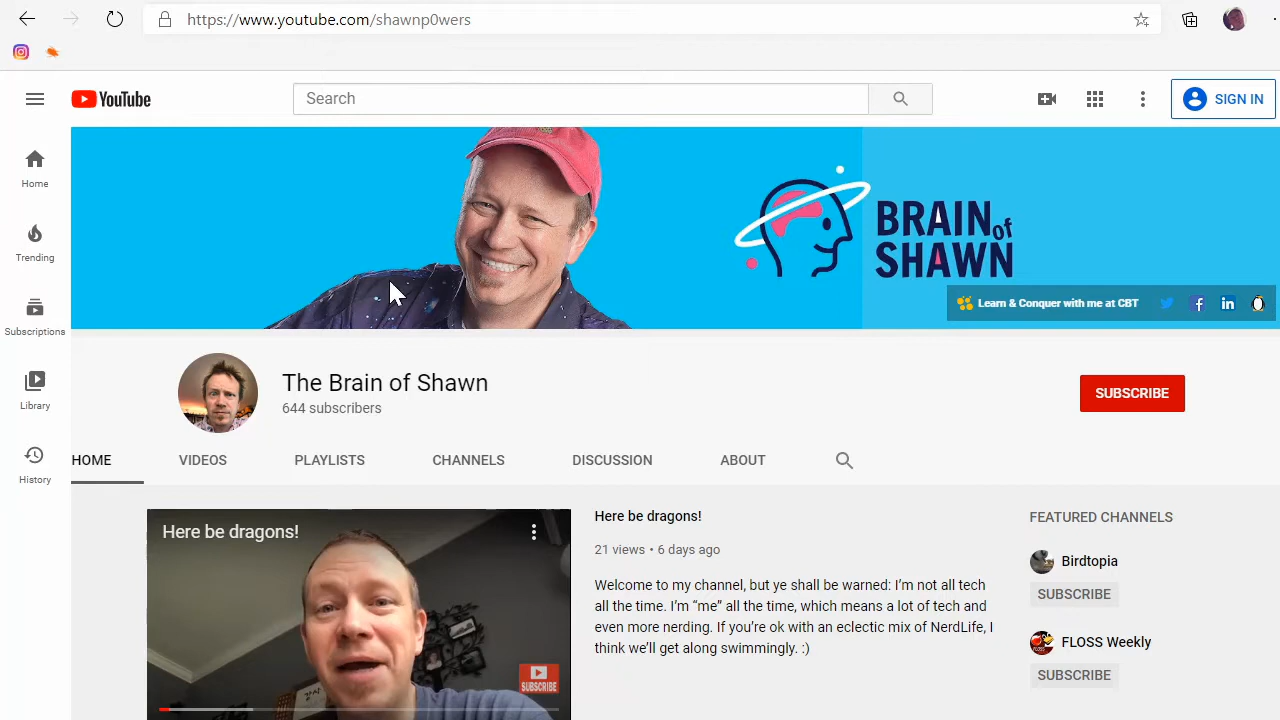 https://www.youtube.com/shawnp0wers
YouTube
Search
SIGN IN
Home
Trending
Subscriptions
Library
History
BRAIN of
SHAWN
Learn & Conquer with me at CBT
The Brain of Shawn
644 subscribers
SUBSCRIBE
HOME VIDEOS PLAYLISTS CHANNELS DISCUSSION ABOUT
Here be dragons!
SUBSCRIBE
Here be dragons!
21 views • 6 days ago
Welcome to my channel, but ye shall be warned: I’m not all tech
all the time. I’m “me” all the time, which means a lot of tech and
even more nerding. If you’re ok with an eclectic mix of NerdLife, I
think we’ll get along swimmingly. :)
FEATURED CHANNELS
Birdtopia
SUBSCRIBE
FLOSS Weekly
SUBSCRIBE